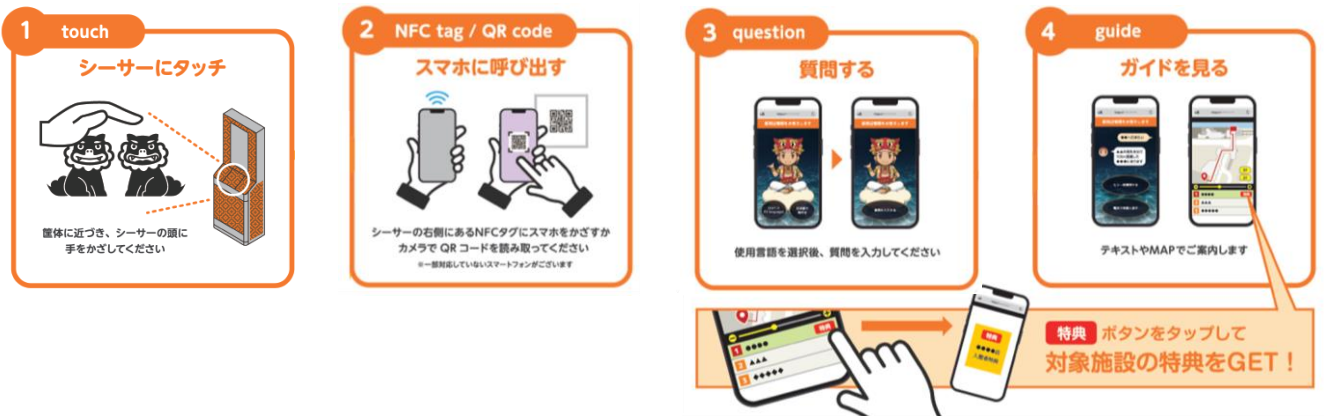 1 touch
シーサーにタッチ
筐体に近づき、シーサーの頭に
手をかざしてください
2 NFC tag / QR code
スマホに呼び出す
シーサーの右側にあるNFCタグにスマホをかざすか
カメラで QR コードを読み取ってください
※一部対応していないスマートフォンがございます
3 question
質問する
使用言語を選択後、質問を入力してください
4 guide
ガイドを見る
テキストやMAPでご案内します
1 ●●●●
2 ▲▲▲
3 ◆◆◆◆◆
特典
特典
特典 ボタンをタップして
対象施設の特典をGET！